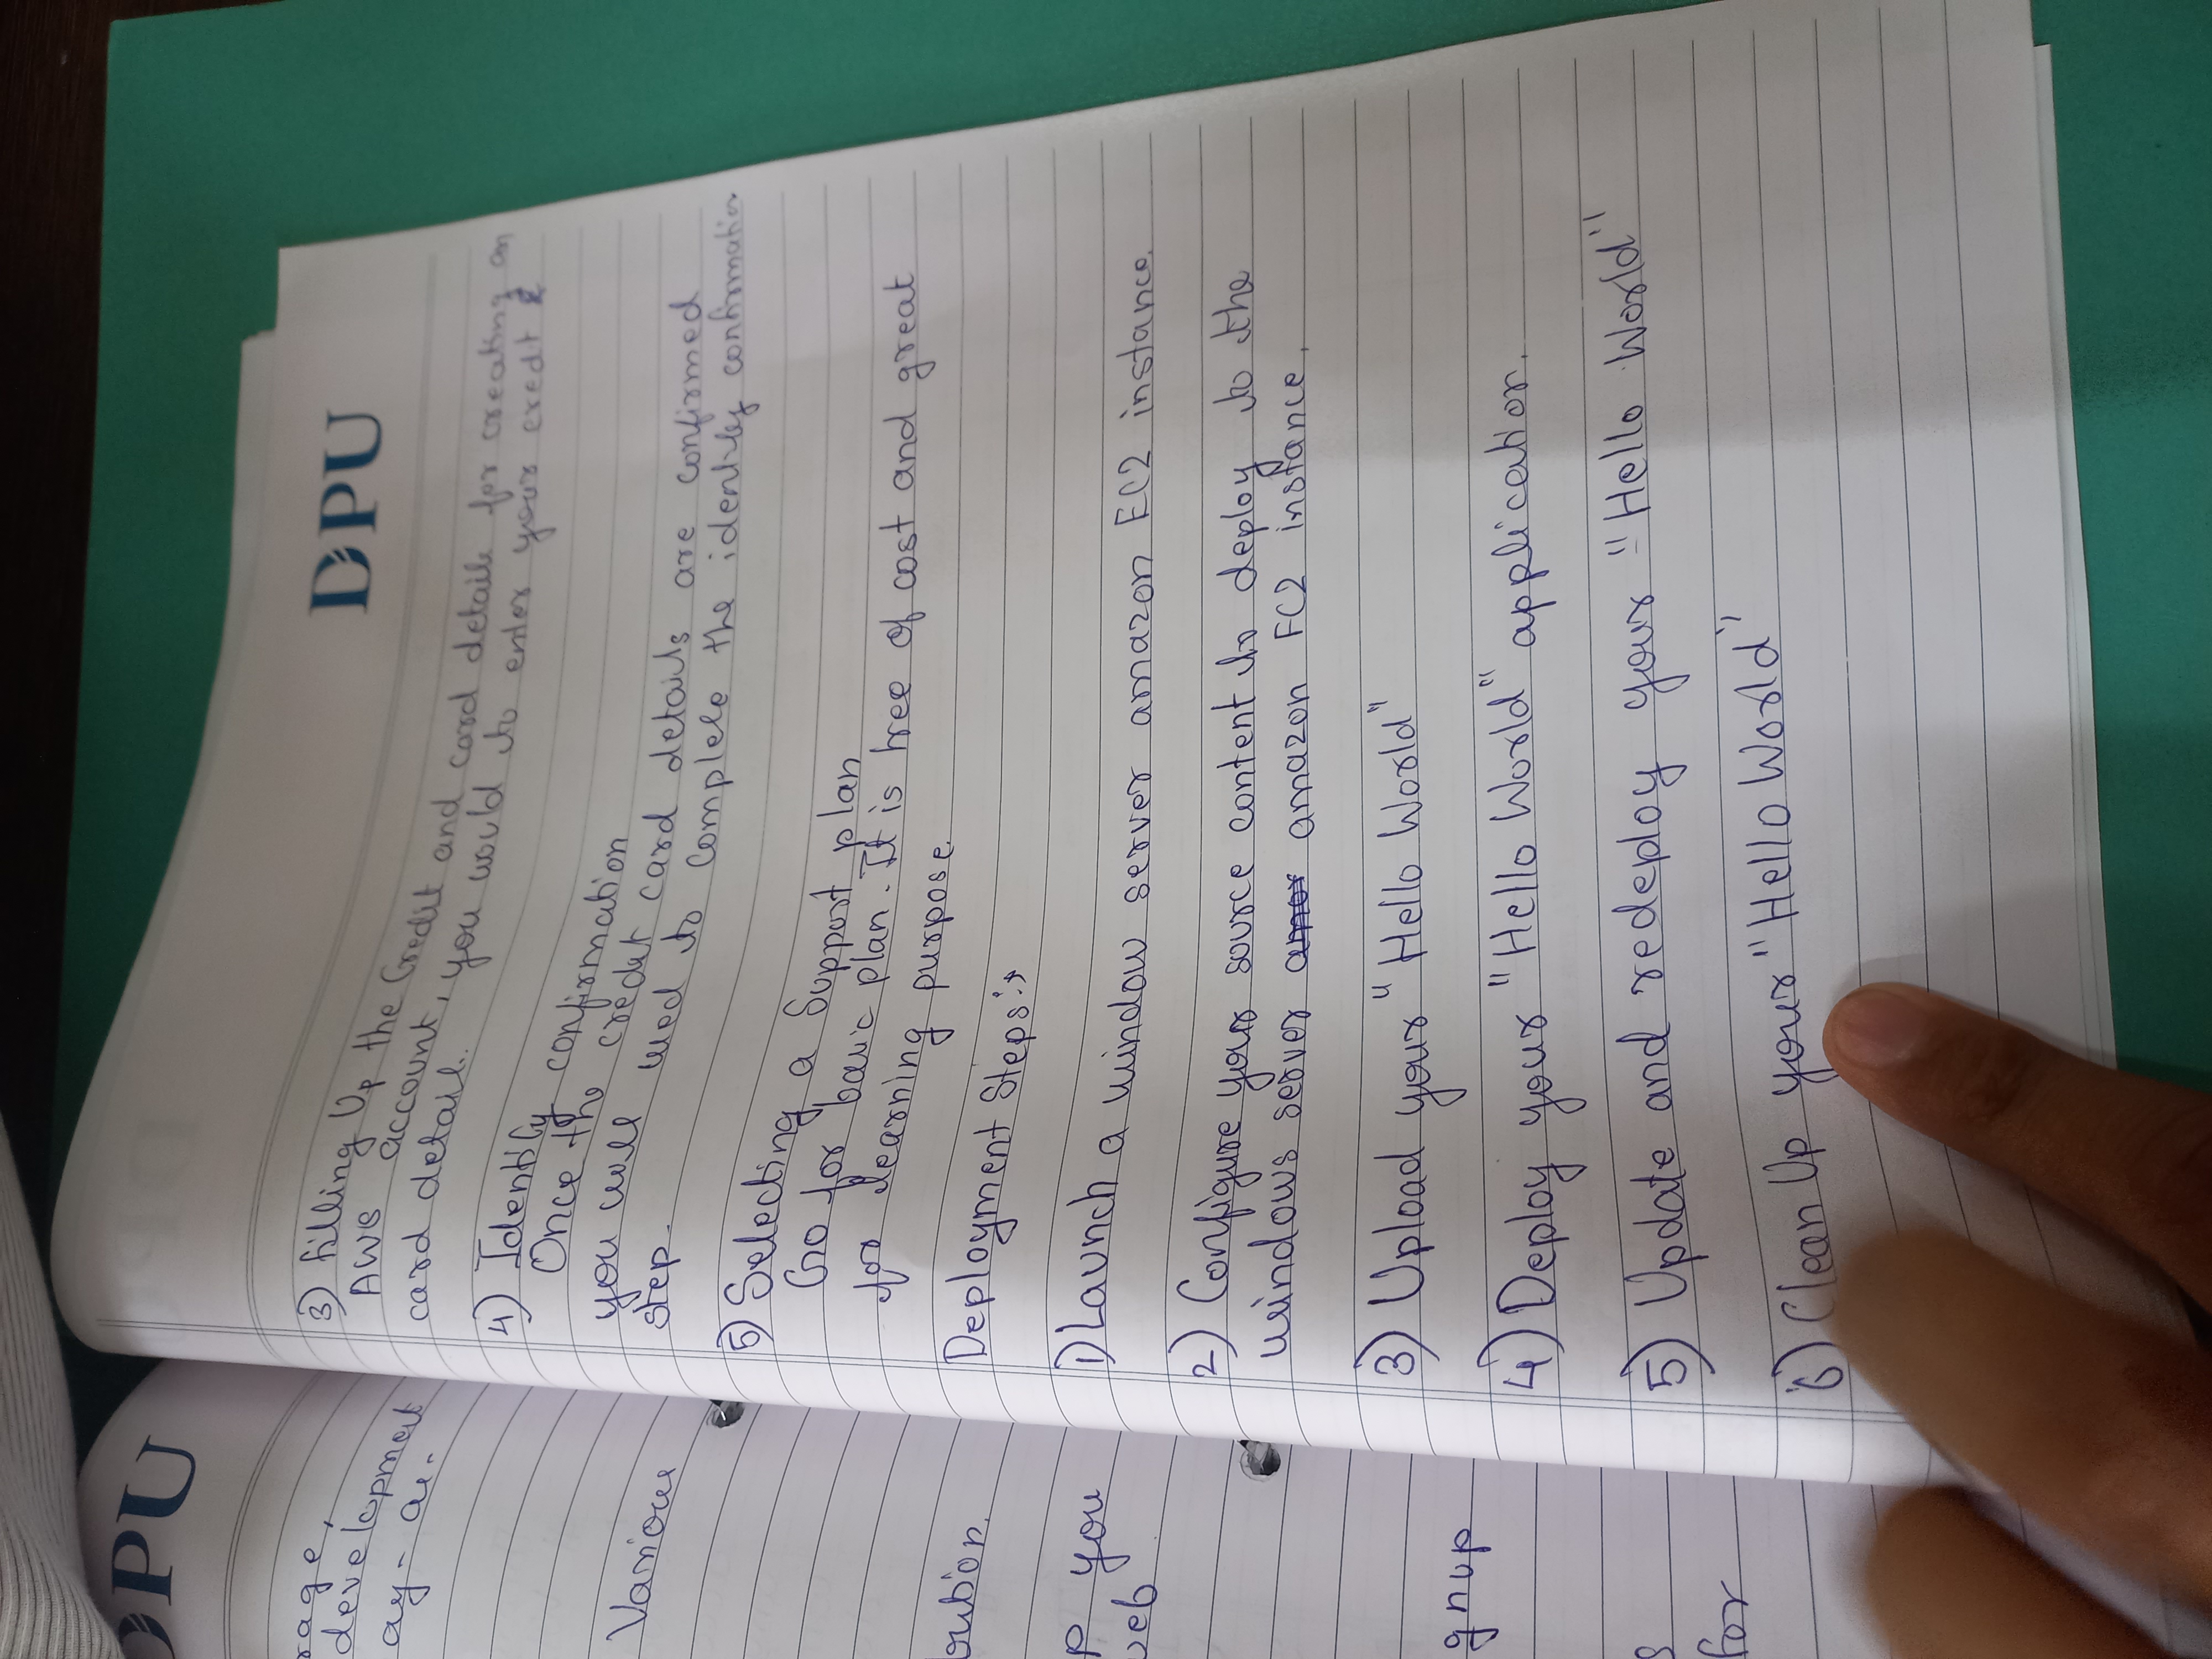 DPU
rage,
development
ay-as.
Various
bution.
p you
web
gnup
s
for
DPU
3) filling Up the Credit and card details for creating an
AWS account, you would to enter your credit &
card detail.
4) Identity confirmation
Once the credit card details are confirmed
you will need to complete the identity confirmation
step.
5) Selecting a Support plan
Go for basic plan. It is free of cost and great
for learning purpose.
Deployment Steps:→
1) Launch a window server amazon EC2 instance.
2) Configure your source content to deploy to the
windows server amazon EC2 instance.
3) Upload your "Hello World"
4) Deploy your "Hello World" application.
5) Update and redeploy your "Hello World"
6) Clean Up your "Hello World"